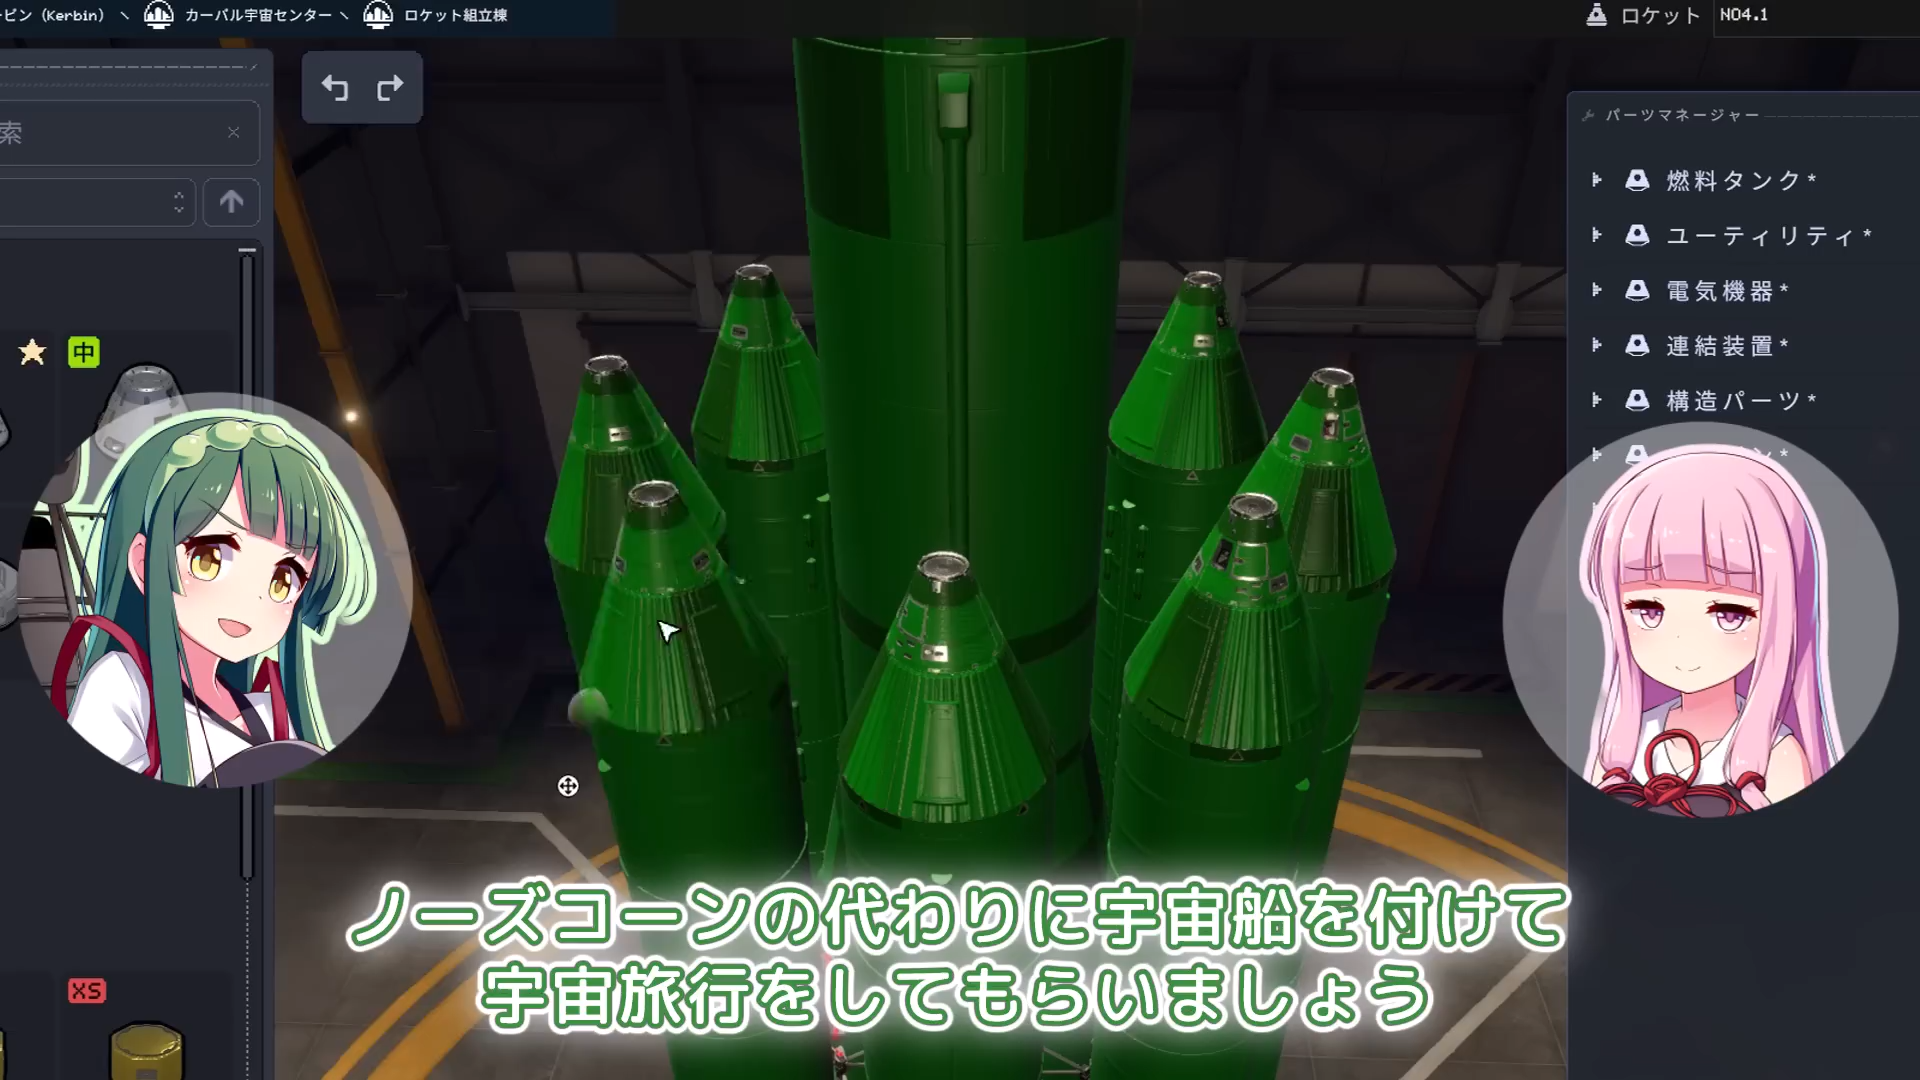 ービン (Kerbin) \ カーバル宇宙センター \ ロケット組立棟
ロケット NO4.1
索
中
XS
パーツマネージャー
燃料タンク*
ユーティリティ*
電気機器*
連結装置*
構造パーツ*
ノーズコーンの代わりに宇宙船を付けて
宇宙旅行をしてもらいましょう